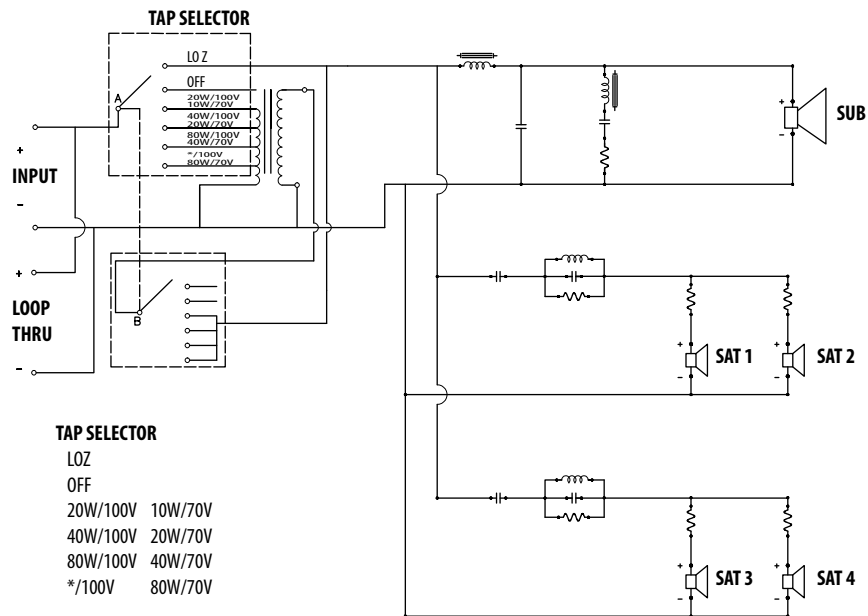 TAP SELECTOR
LO Z
OFF
20W/100V
10W/70V
40W/100V
20W/70V
80W/100V
40W/70V
*/100V
80W/70V
A
+
INPUT
–
+
LOOP
THRU
–
B
+
–
SUB
+
–
SAT 1
+
–
SAT 2
+
–
SAT 3
+
–
SAT 4
TAP SELECTOR
LOZ
OFF
20W/100V 10W/70V
40W/100V 20W/70V
80W/100V 40W/70V
*/100V 80W/70V